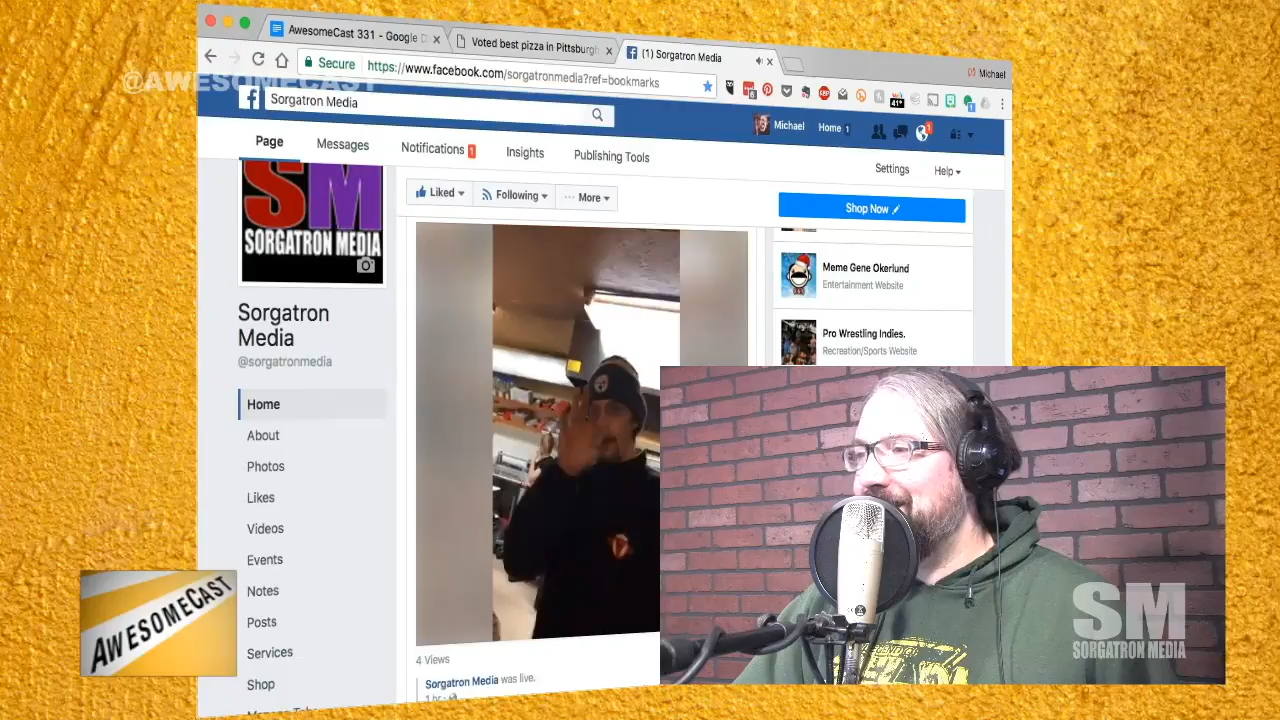 AwesomeCast 331 - Google D
Voted best pizza in Pittsburgh
(1) Sorgatron Media
Michael
Secure
https://www.facebook.com/sorgatronmedia?ref=bookmarks
@AWESOMECAST
41°
Sorgatron Media
Michael
Home 1
1
Page
Messages
Notifications 1
Insights
Publishing Tools
Settings
Help
SM
SORGATRON MEDIA
Liked
Following
More
Shop Now
Meme Gene Okerlund
Entertainment Website
Pro Wrestling Indies.
Recreation/Sports Website
Sorgatron
Media
@sorgatronmedia
Home
About
Photos
Likes
Videos
Events
Notes
Posts
Services
Shop
4 Views
Sorgatron Media was live.
1 hr
AWESOMECAST
SM
SORGATRON MEDIA